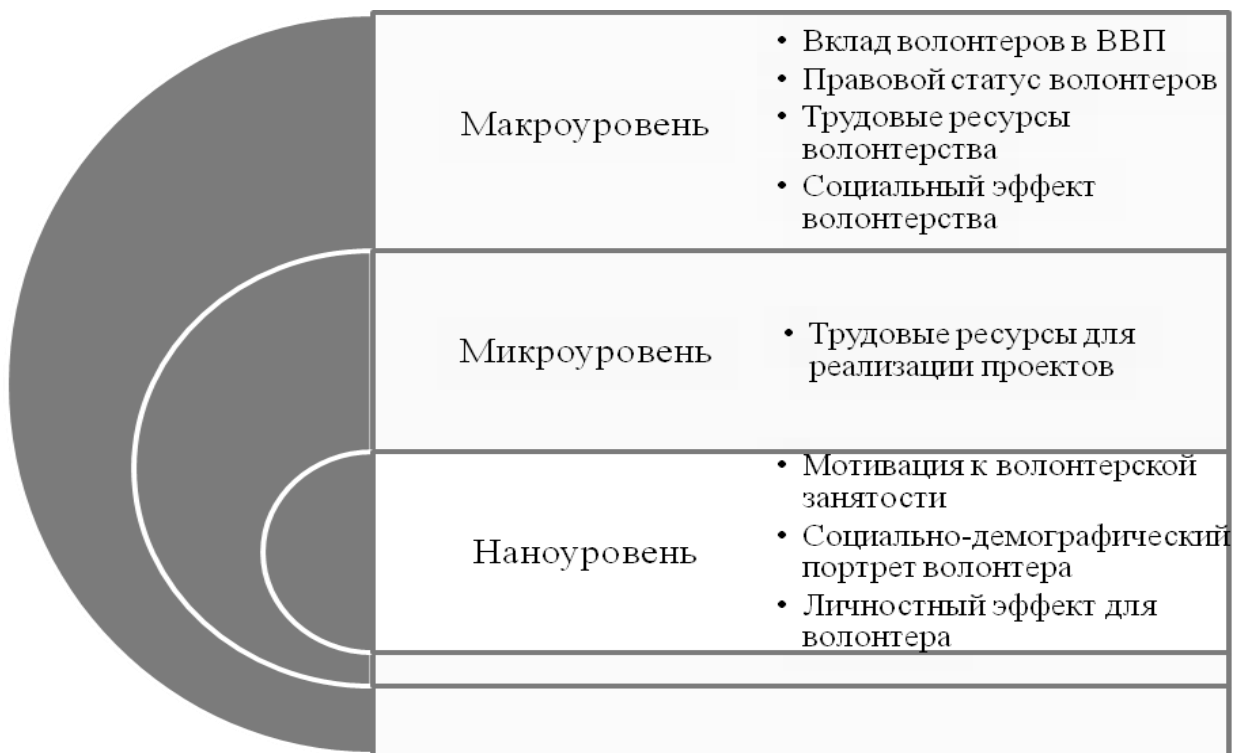 Макроуровень
• Вклад волонтеров в ВВП
• Правовой статус волонтеров
• Трудовые ресурсы
волонтерства
• Социальный эффект
волонтерства
Микроуровень
• Трудовые ресурсы для
реализации проектов
Наноуровень
• Мотивация к волонтерской
занятости
• Социально-демографический
портрет волонтера
• Личностный эффект для
волонтера